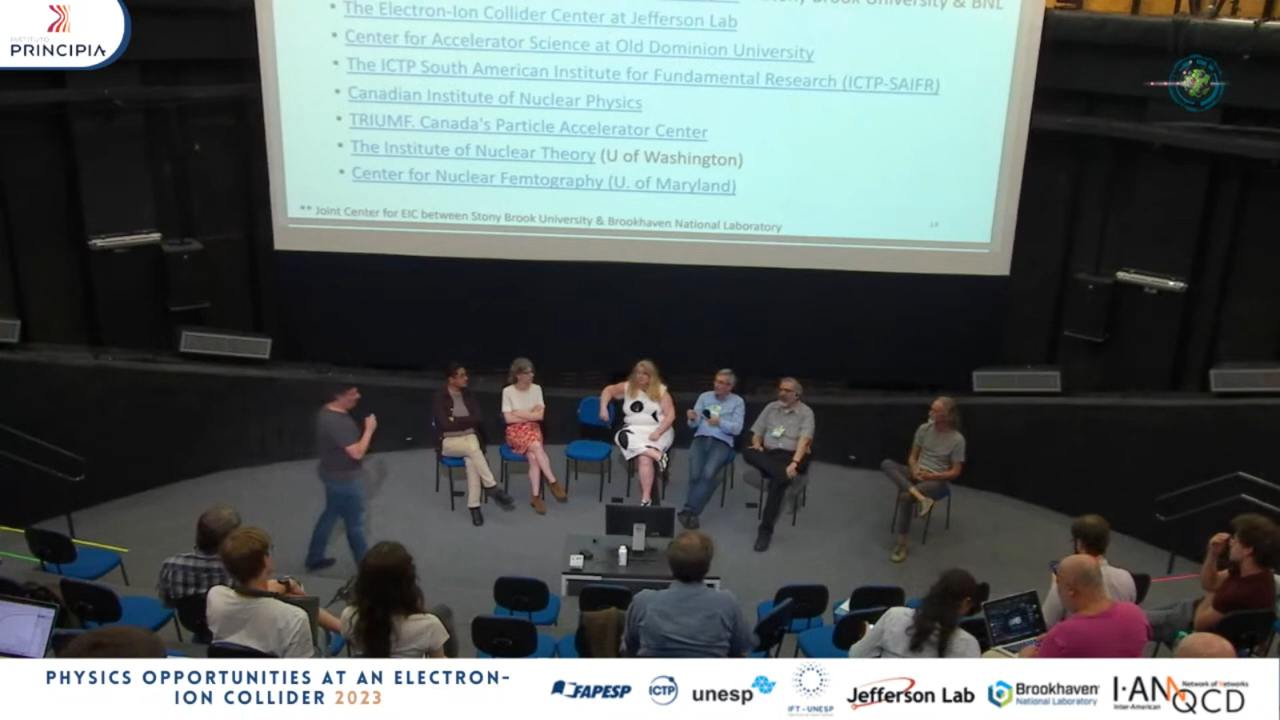 INSTITUTO
PRINCIPIA
Stony Brook University & BNL
• The Electron-Ion Collider Center at Jefferson Lab
• Center for Accelerator Science at Old Dominion University
• The ICTP South American Institute for Fundamental Research (ICTP-SAIFR)
• Canadian Institute of Nuclear Physics
• TRIUMF. Canada's Particle Accelerator Center
• The Institute of Nuclear Theory (U of Washington)
• Center for Nuclear Femtography (U. of Maryland)
** Joint Center for EIC between Stony Brook University & Brookhaven National Laboratory
PHYSICS OPPORTUNITIES AT AN ELECTRON-
ION COLLIDER 2023
FAPESP
ICTP
unesp
IFT - UNESP
Jefferson Lab
Brookhaven
National Laboratory
I·AN QCD
Inter-American
Network of Networks